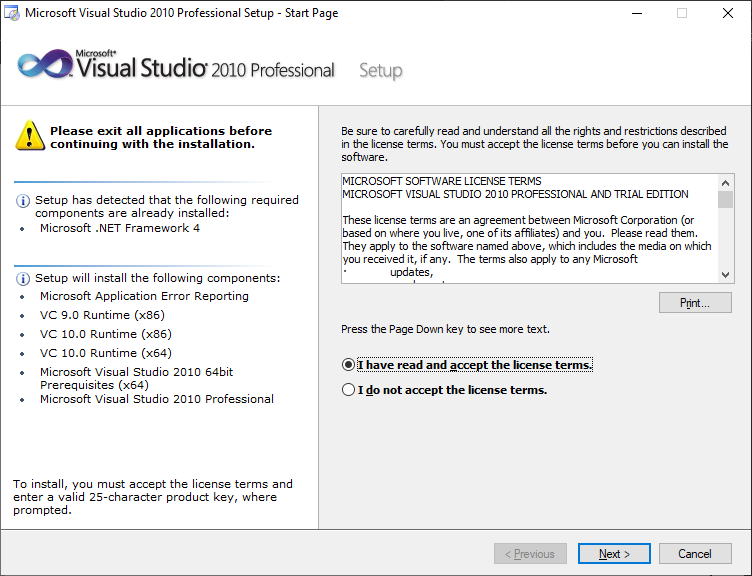 Microsoft Visual Studio 2010 Professional Setup - Start Page
Microsoft®
Visual Studio® 2010 Professional Setup
Please exit all applications before
continuing with the installation.
Setup has detected that the following required
components are already installed:
• Microsoft .NET Framework 4
Setup will install the following components:
• Microsoft Application Error Reporting
• VC 9.0 Runtime (x86)
• VC 10.0 Runtime (x86)
• VC 10.0 Runtime (x64)
• Microsoft Visual Studio 2010 64bit
Prerequisites (x64)
• Microsoft Visual Studio 2010 Professional
To install, you must accept the license terms and
enter a valid 25-character product key, where
prompted.
Be sure to carefully read and understand all the rights and restrictions described
in the license terms. You must accept the license terms before you can install the
software.
MICROSOFT SOFTWARE LICENSE TERMS
MICROSOFT VISUAL STUDIO 2010 PROFESSIONAL AND TRIAL EDITION
These license terms are an agreement between Microsoft Corporation (or
based on where you live, one of its affiliates) and you. Please read them.
They apply to the software named above, which includes the media on which
you received it, if any. The terms also apply to any Microsoft
· updates,
Print...
Press the Page Down key to see more text.
I have read and accept the license terms.
I do not accept the license terms.
< Previous
Next >
Cancel